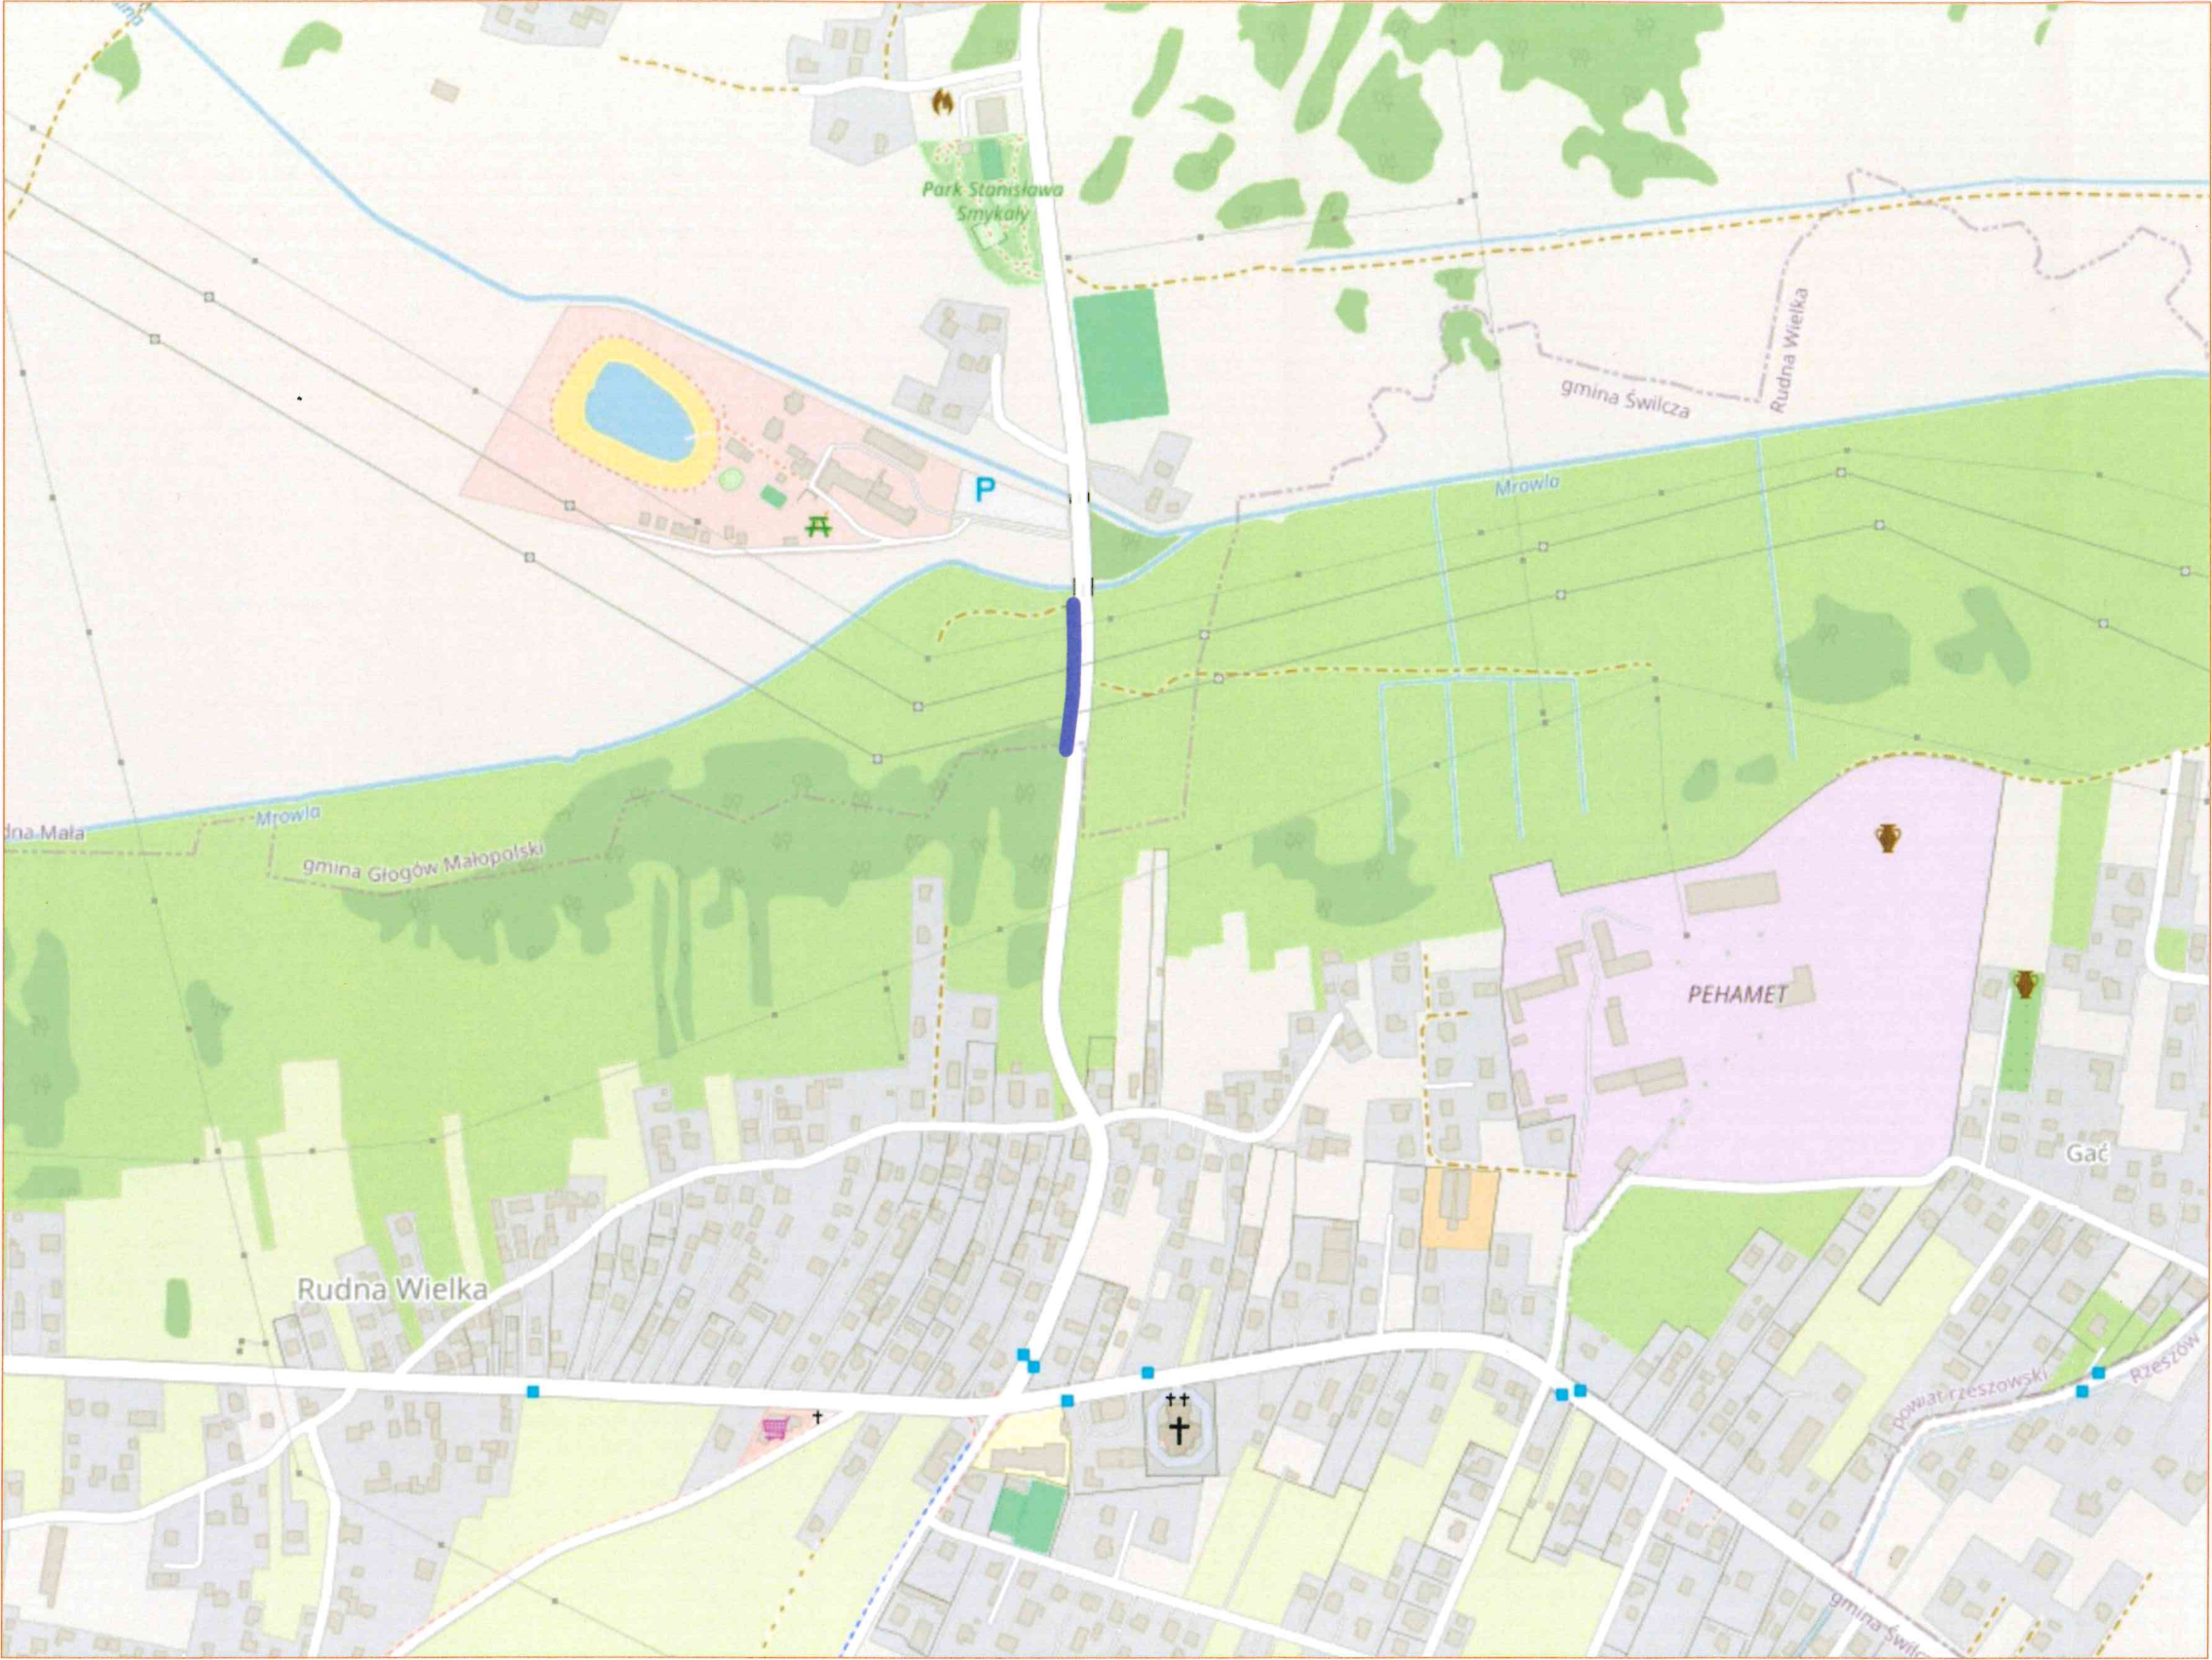 Park Stanisława
Smykały
Rudna Wielka
gmina Świlcza
P
Mrowla
Mrowla
dna Mała
gmina Głogów Małopolski
PEHAMET
Gać
Rudna Wielka
powiat rzeszowski
Rzeszów
gmina Świlc